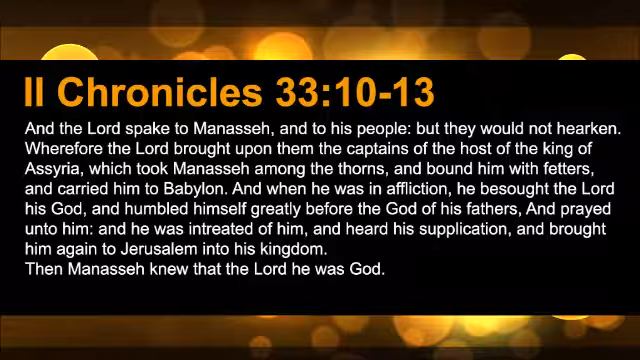 II Chronicles 33:10-13
And the Lord spake to Manasseh, and to his people: but they would not hearken.
Wherefore the Lord brought upon them the captains of the host of the king of
Assyria, which took Manasseh among the thorns, and bound him with fetters,
and carried him to Babylon. And when he was in affliction, he besought the Lord
his God, and humbled himself greatly before the God of his fathers, And prayed
unto him: and he was intreated of him, and heard his supplication, and brought
him again to Jerusalem into his kingdom.
Then Manasseh knew that the Lord he was God.